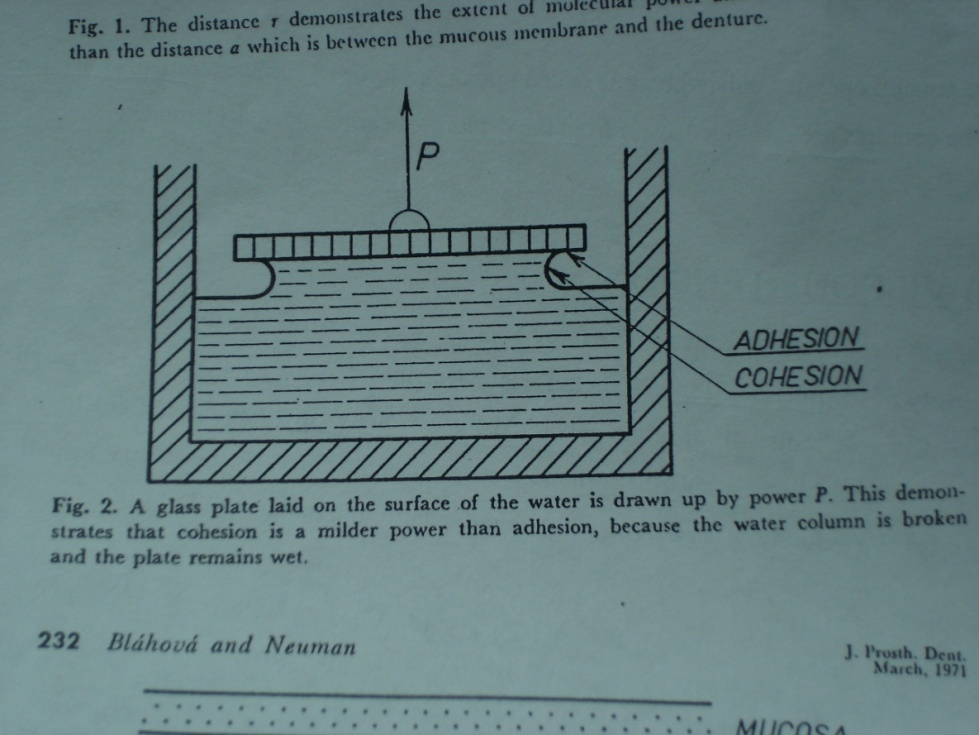 Fig. 1. The distance r demonstrates the extent of molecular power
than the distance a which is between the mucous membrane and the denture.
P
ADHESION
COHESION
Fig. 2. A glass plate laid on the surface of the water is drawn up by power P. This demon-
strates that cohesion is a milder power than adhesion, because the water column is broken
and the plate remains wet.
232 Bláhová and Neuman
J. Prosth. Dent.
March, 1971
MUCOSA